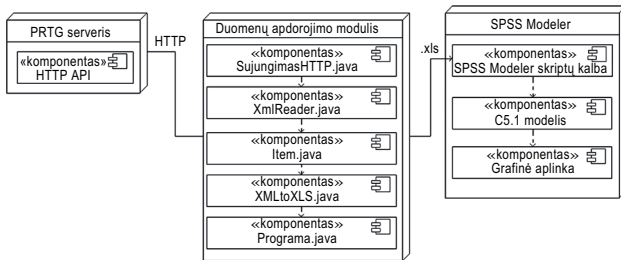 PRTG serveris
«komponentas»
HTTP API
HTTP
Duomenų apdorojimo modulis
«komponentas»
SujungimasHTTP.java
«komponentas»
XmlReader.java
«komponentas»
Item.java
«komponentas»
XMLtoXLS.java
«komponentas»
Programa.java
.xls
SPSS Modeler
«komponentas»
SPSS Modeler skriptų kalba
«komponentas»
C5.1 modelis
«komponentas»
Grafinė aplinka